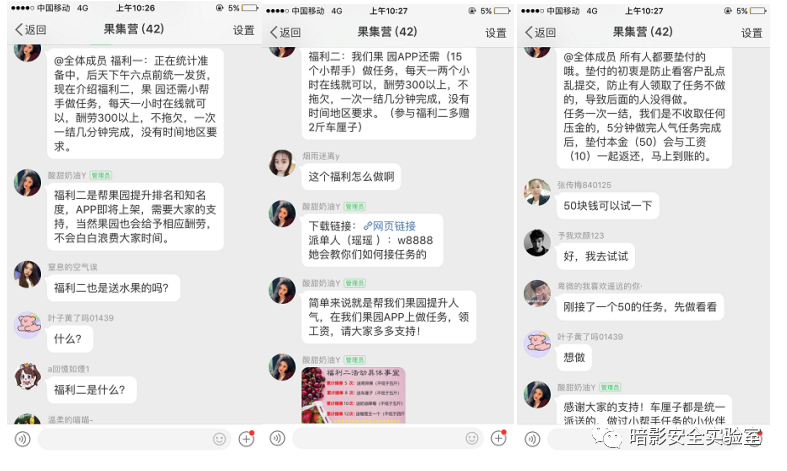 中国移动 4G 上午10:26 5%
返回 果集营 (42) 设置
@全体成员 福利一：正在统计准
备中，后天下午六点前统一发货，
现在介绍福利二，果 园还需小帮
手做任务，每天一小时在线就可
以，酬劳300以上，不拖欠，一次
一结几分钟完成，没有时间地区要
求。
酸甜奶油Y 管理员
福利二是帮果园提升排名和知名
度，APP即将上架，需要大家的支
持，当然果园也会给予相应酬劳，
不会白白浪费大家时间。
窒息的空气误
福利二也是送水果的吗?
叶子黄了吗01439
什么?
a回憶如煙1
福利二是什么?
温柔的喵喵-
中国移动 4G 上午10:27 5%
返回 果集营 (42) 设置
福利二：我们果 园APP还需（15
个小帮手）做任务，每天一两个小
时在线就可以，酬劳300以上，不
拖欠，一次一结几分钟完成，没有
时间地区要求。（参与福利二多赠
2斤车厘子）
烟雨迷离y
这个福利怎么做啊
酸甜奶油Y 管理员
下载链接：网页链接
派单人（瑶瑶 ）：w8888
她会教你们如何接任务的
酸甜奶油Y 管理员
简单来说就是帮我们果园提升人
气，在我们果园APP上做任务，领
工资，请大家多多支持！
酸甜奶油Y 管理员
福利二活动具体事宜
中国移动 4G 上午10:27 5%
返回 果集营 (42) 设置
@全体成员 所有人都要垫付的
哦。垫付的初衷是防止看客户乱点
乱提交，防止有人领取了任务不做
的，导致后面的人没得做。
任务一次一结，我们是不收取任何
压金的，5分钟做完人气任务完成
后，垫付本金（50）会与工资
（10）一起返还，马上到账的。
张传梅840125
50块钱可以试一下
予我欢颜123
好，我去试试
卑微的我喜欢遥远的你·
刚接了一个50的任务，先做看看
叶子黄了吗01439
想做
酸甜奶油Y 管理员
感谢大家的支持！车厘子都是统一
派送的，做过小帮手任务的小伙伴
暗影安全实验室